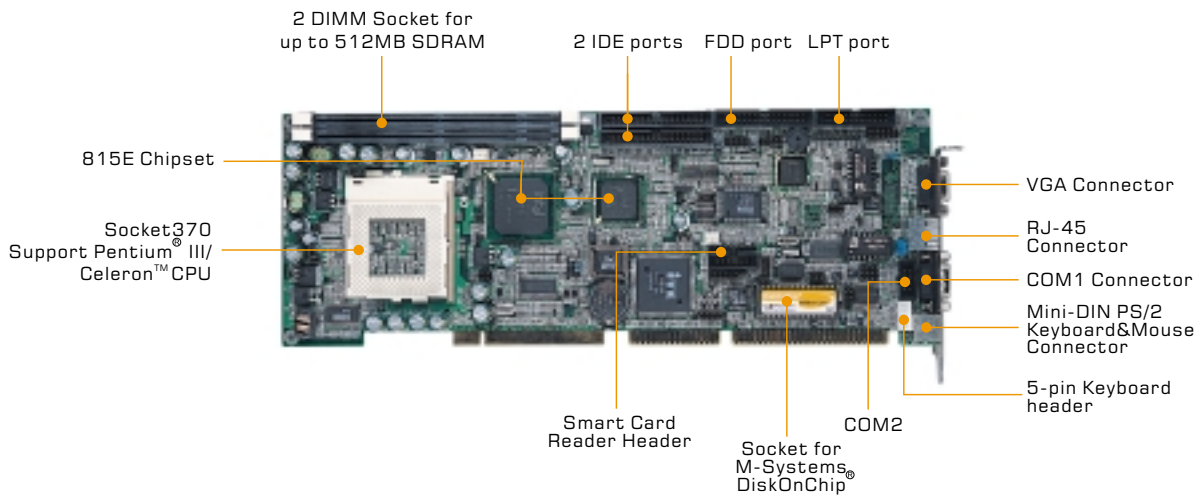 2 DIMM Socket for
up to 512MB SDRAM
2 IDE ports
FDD port
LPT port
815E Chipset
Socket370
Support Pentium® III/
Celeron™ CPU
VGA Connector
RJ-45
Connector
COM1 Connector
Mini-DIN PS/2
Keyboard&Mouse
Connector
5-pin Keyboard
header
COM2
Smart Card
Reader Header
Socket for
M-Systems®
DiskOnChip®